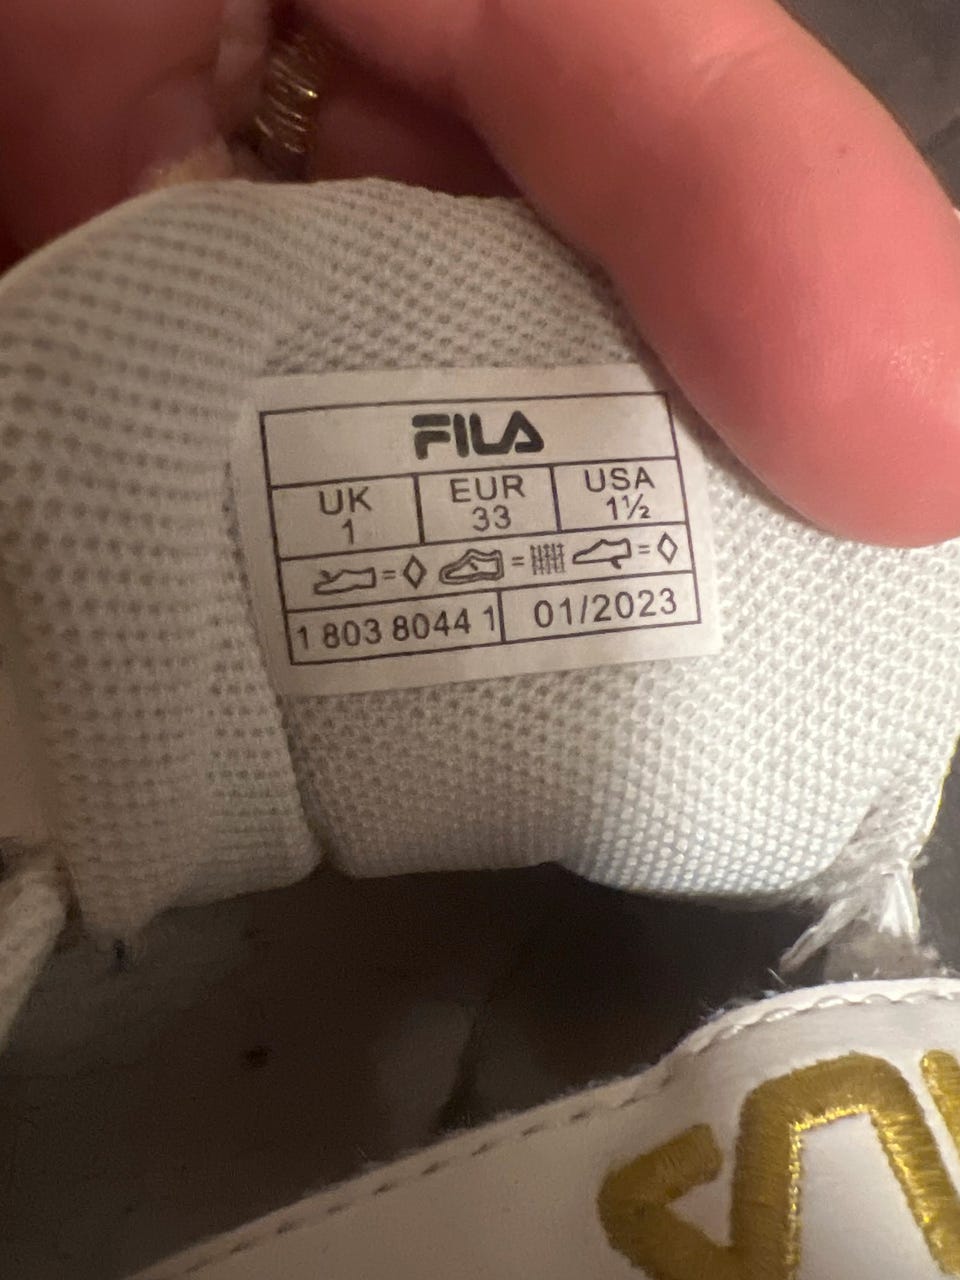 FILA
UK EUR USA
1 33 1½
= ◊ = = ◊
1 803 8044 1 01/2023